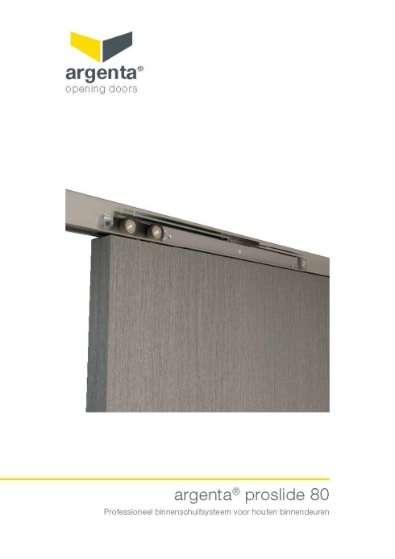 argenta®
opening doors
argenta® proslide 80
Professioneel binnenschuifsysteem voor houten binnendeuren